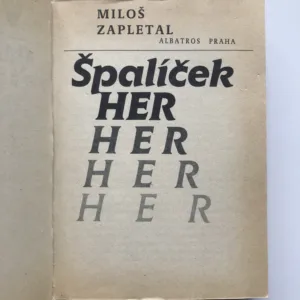 MILOŠ
ZAPLETAL
ALBATROS PRAHA
Špalíček
HER
HER
HER
HER